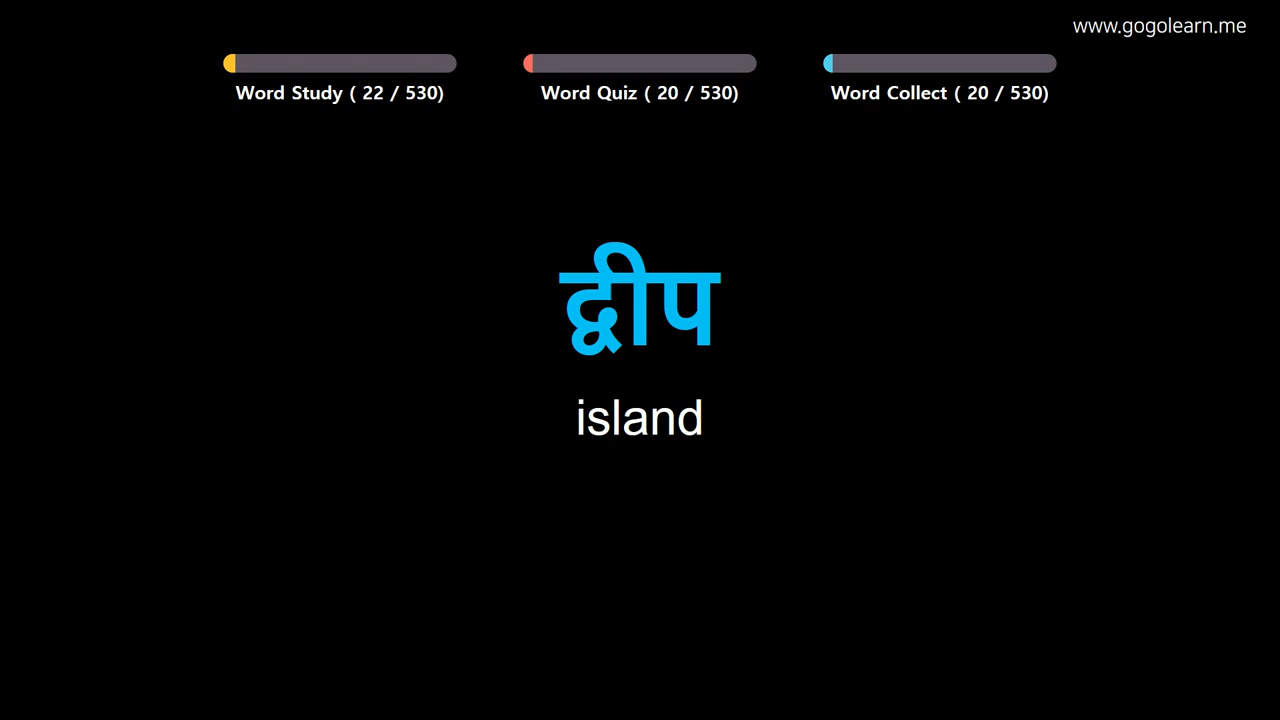 www.gogolearn.me
Word Study ( 22 / 530)
Word Quiz ( 20 / 530)
Word Collect ( 20 / 530)
द्वीप
island